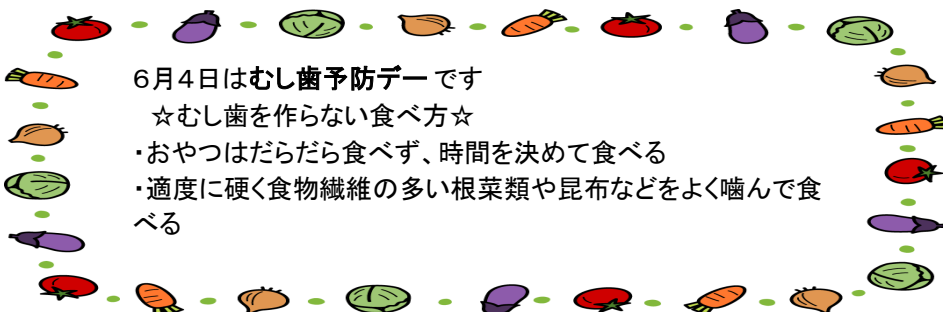 6月4日はむし歯予防デーです
☆むし歯を作らない食べ方☆
・おやつはだらだら食べず、時間を決めて食べる
・適度に硬く食物繊維の多い根菜類や昆布などをよく噛んで食
べる